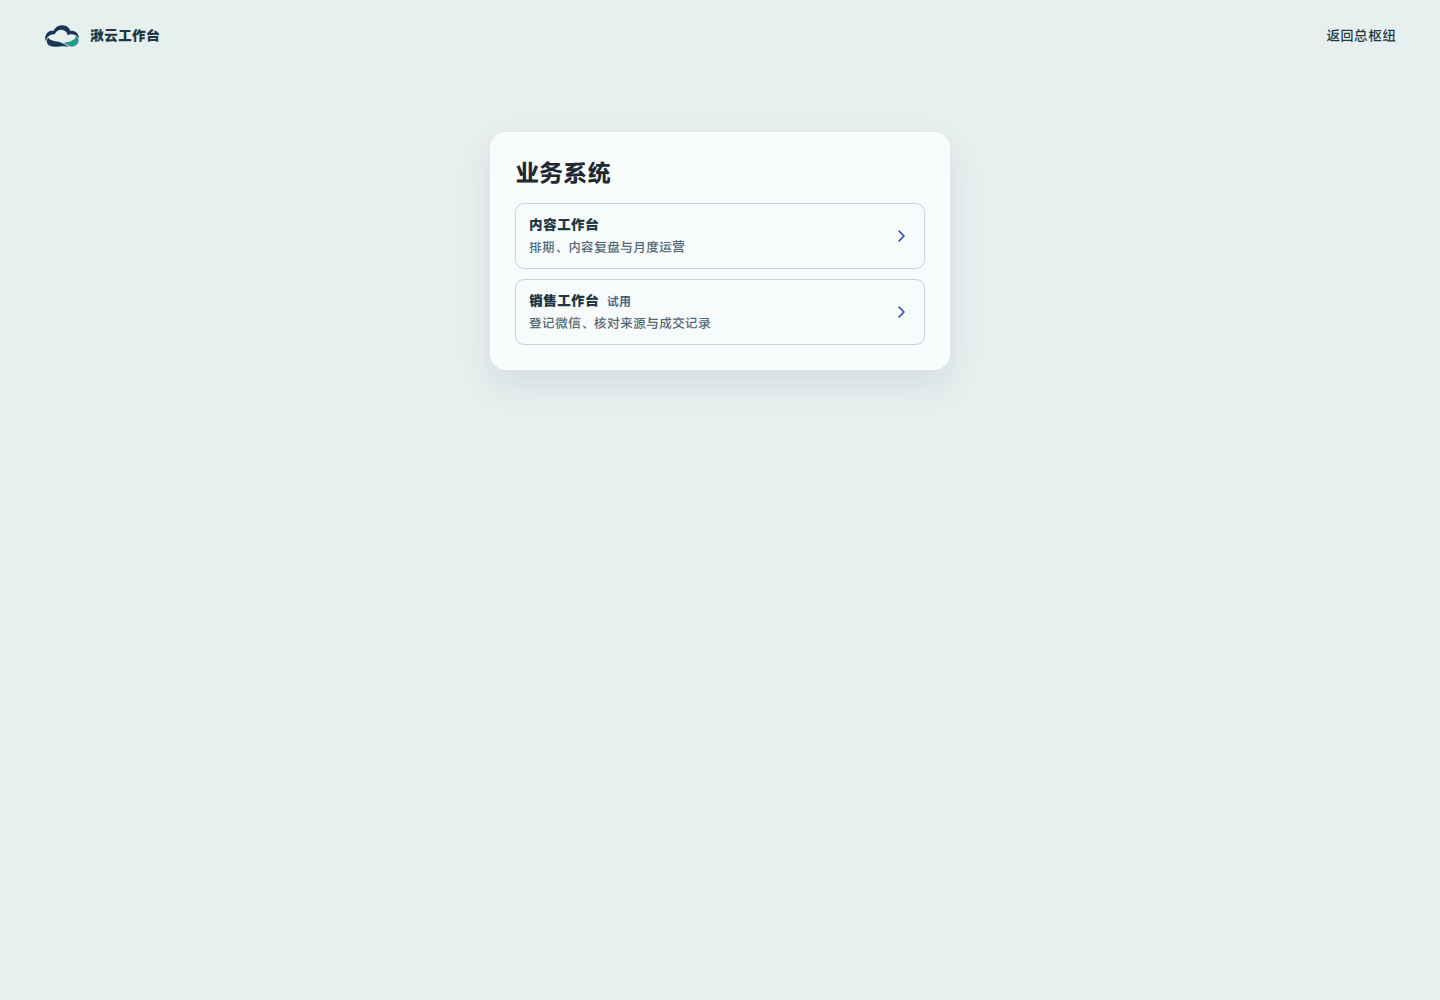 湫云工作台
返回总枢纽
业务系统
内容工作台
排期、内容复盘与月度运营
销售工作台 试用
登记微信、核对来源与成交记录